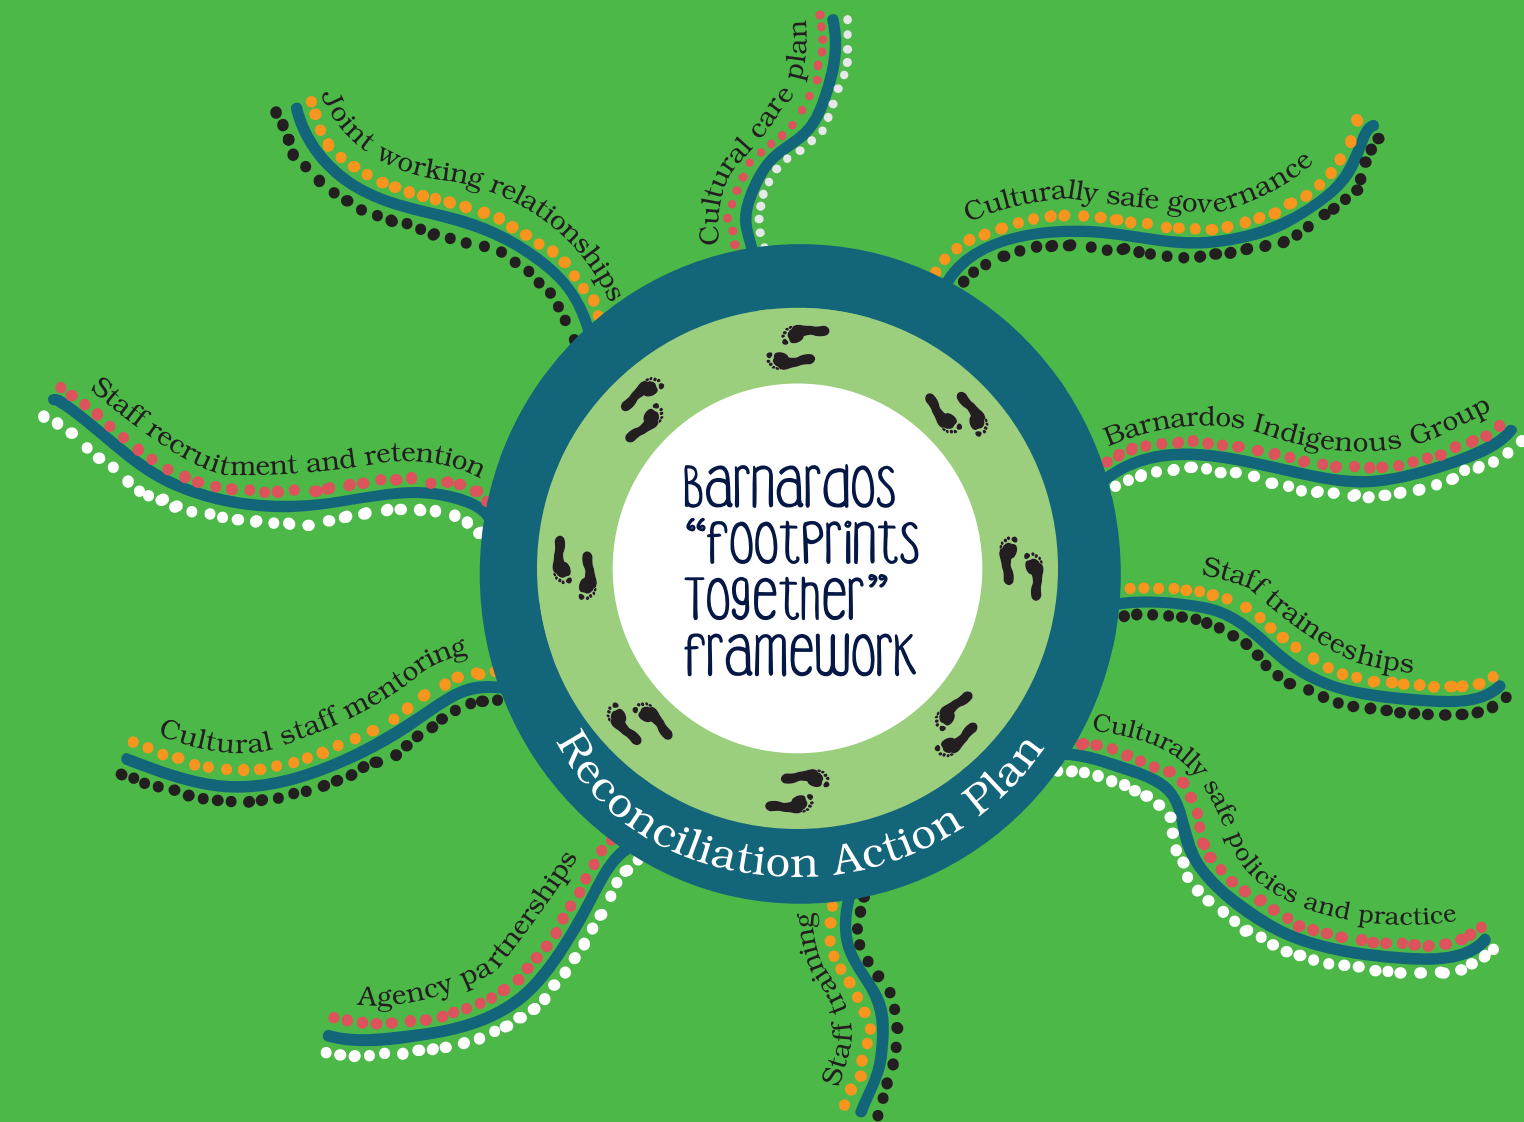 Cultural care plan
Joint working relationships
Culturally safe governance
Staff recruitment and retention
Barnardos Indigenous Group
Barnardos
“footprints
Together”
framework
Staff traineeships
Cultural staff mentoring
Culturally safe policies and practice
Reconciliation Action Plan
Agency partnerships
Staff training